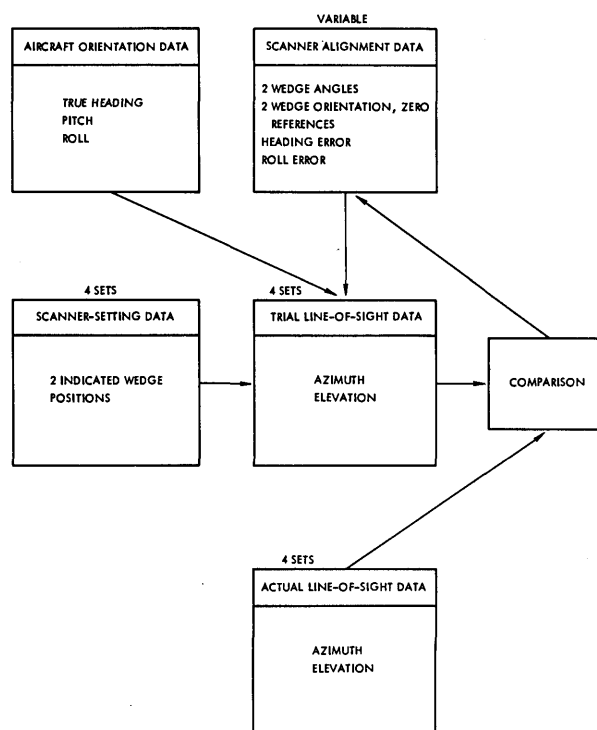 VARIABLE
AIRCRAFT ORIENTATION DATA
TRUE HEADING
PITCH
ROLL
SCANNER ALIGNMENT DATA
2 WEDGE ANGLES
2 WEDGE ORIENTATION, ZERO
REFERENCES
HEADING ERROR
ROLL ERROR
4 SETS
SCANNER-SETTING DATA
2 INDICATED WEDGE
POSITIONS
4 SETS
TRIAL LINE-OF-SIGHT DATA
AZIMUTH
ELEVATION
COMPARISON
4 SETS
ACTUAL LINE-OF-SIGHT DATA
AZIMUTH
ELEVATION